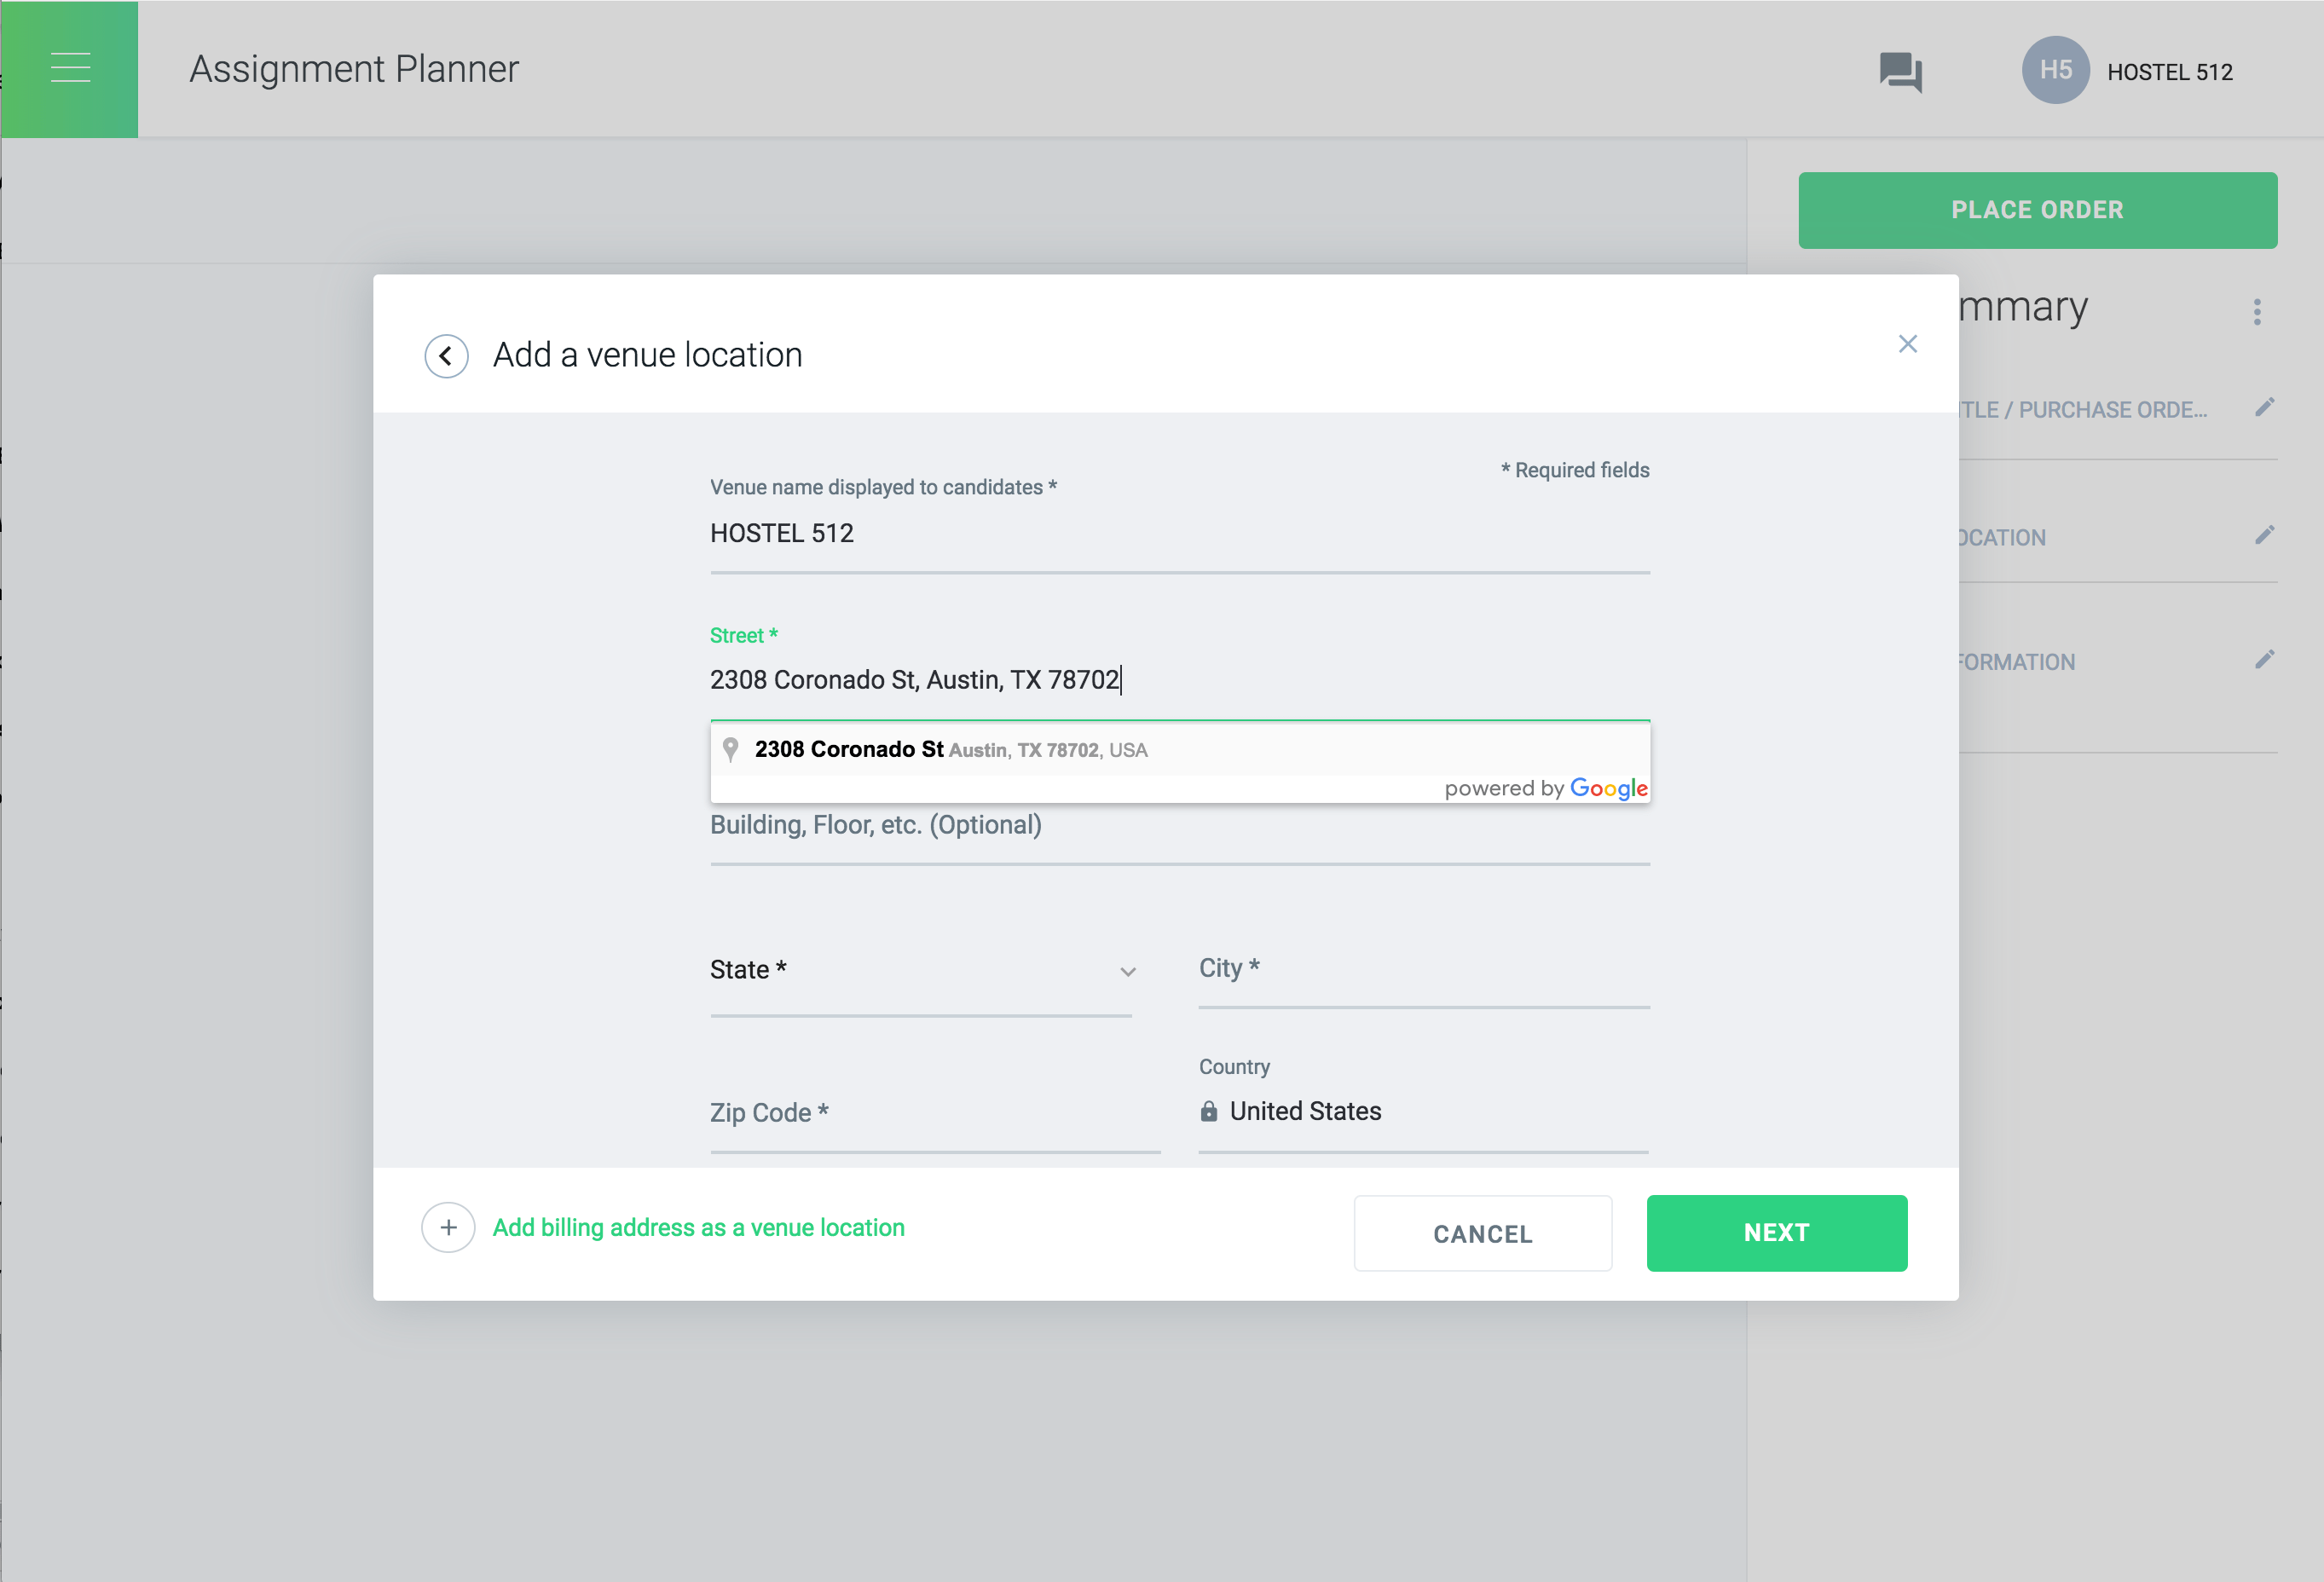 Assignment Planner
H5 HOSTEL 512
PLACE ORDER
mmary
Add a venue location
TLE / PURCHASE ORDE...
* Required fields
Venue name displayed to candidates *
HOSTEL 512
OCATION
Street *
2308 Coronado St, Austin, TX 78702
FORMATION
2308 Coronado St Austin, TX 78702, USA
powered by Google
Building, Floor, etc. (Optional)
State *
City *
Country
Zip Code *
United States
Add billing address as a venue location
CANCEL
NEXT